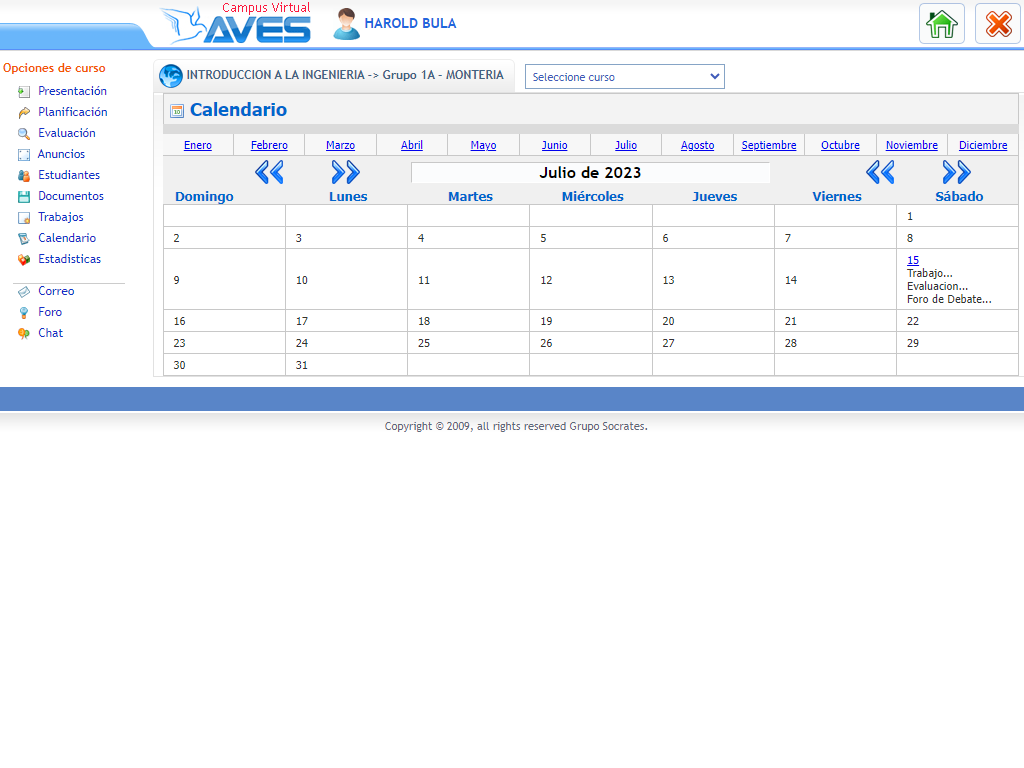 Campus Virtual
AVES
HAROLD BULA
Opciones de curso
Presentación
Planificación
Evaluación
Anuncios
Estudiantes
Documentos
Trabajos
Calendario
Estadísticas
Correo
Foro
Chat
INTRODUCCION A LA INGENIERIA -> Grupo 1A - MONTERIA
Seleccione curso
Calendario
Enero Febrero Marzo Abril Mayo Junio Julio Agosto Septiembre Octubre Noviembre Diciembre
Julio de 2023
Domingo Lunes Martes Miércoles Jueves Viernes Sábado
1
2 3 4 5 6 7 8
9 10 11 12 13 14 15
Trabajo...
Evaluacion...
Foro de Debate...
16 17 18 19 20 21 22
23 24 25 26 27 28 29
30 31
Copyright © 2009, all rights reserved Grupo Socrates.